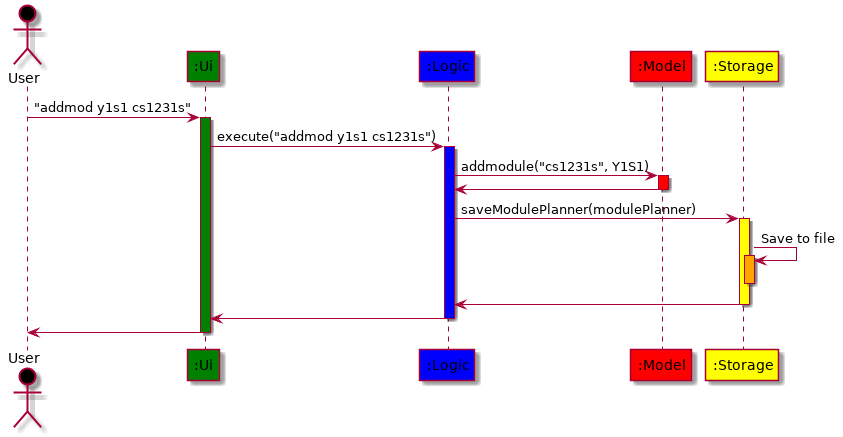 User
:Ui
:Logic
:Model
:Storage
"addmod y1s1 cs1231s"
execute("addmod y1s1 cs1231s")
addmodule("cs1231s", Y1S1)
saveModulePlanner(modulePlanner)
Save to file
User
:Ui
:Logic
:Model
:Storage